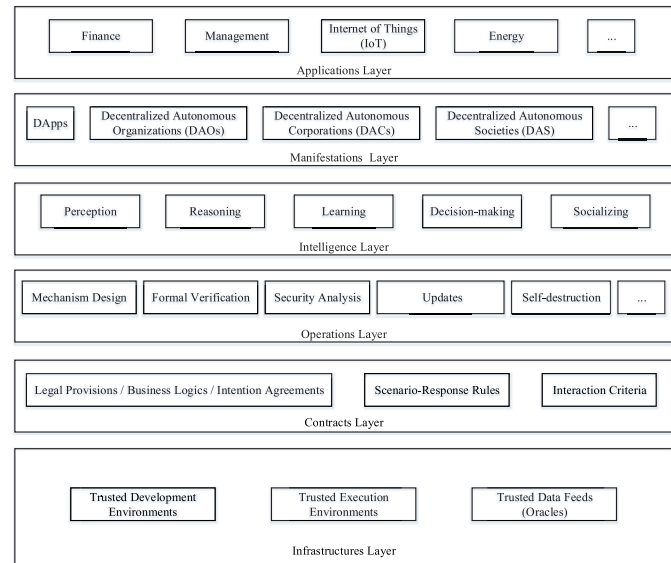 Finance
Management
Internet of Things
(IoT)
Energy
...
Applications Layer
DApps
Decentralized Autonomous
Organizations (DAOs)
Decentralized Autonomous
Corporations (DACs)
Decentralized Autonomous
Societies (DAS)
...
Manifestations Layer
Perception
Reasoning
Learning
Decision-making
Socializing
Intelligence Layer
Mechanism Design
Formal Verification
Security Analysis
Updates
Self-destruction
...
Operations Layer
Legal Provisions / Business Logics / Intention Agreements
Scenario-Response Rules
Interaction Criteria
Contracts Layer
Trusted Development
Environments
Trusted Execution
Environments
Trusted Data Feeds
(Oracles)
Infrastructures Layer